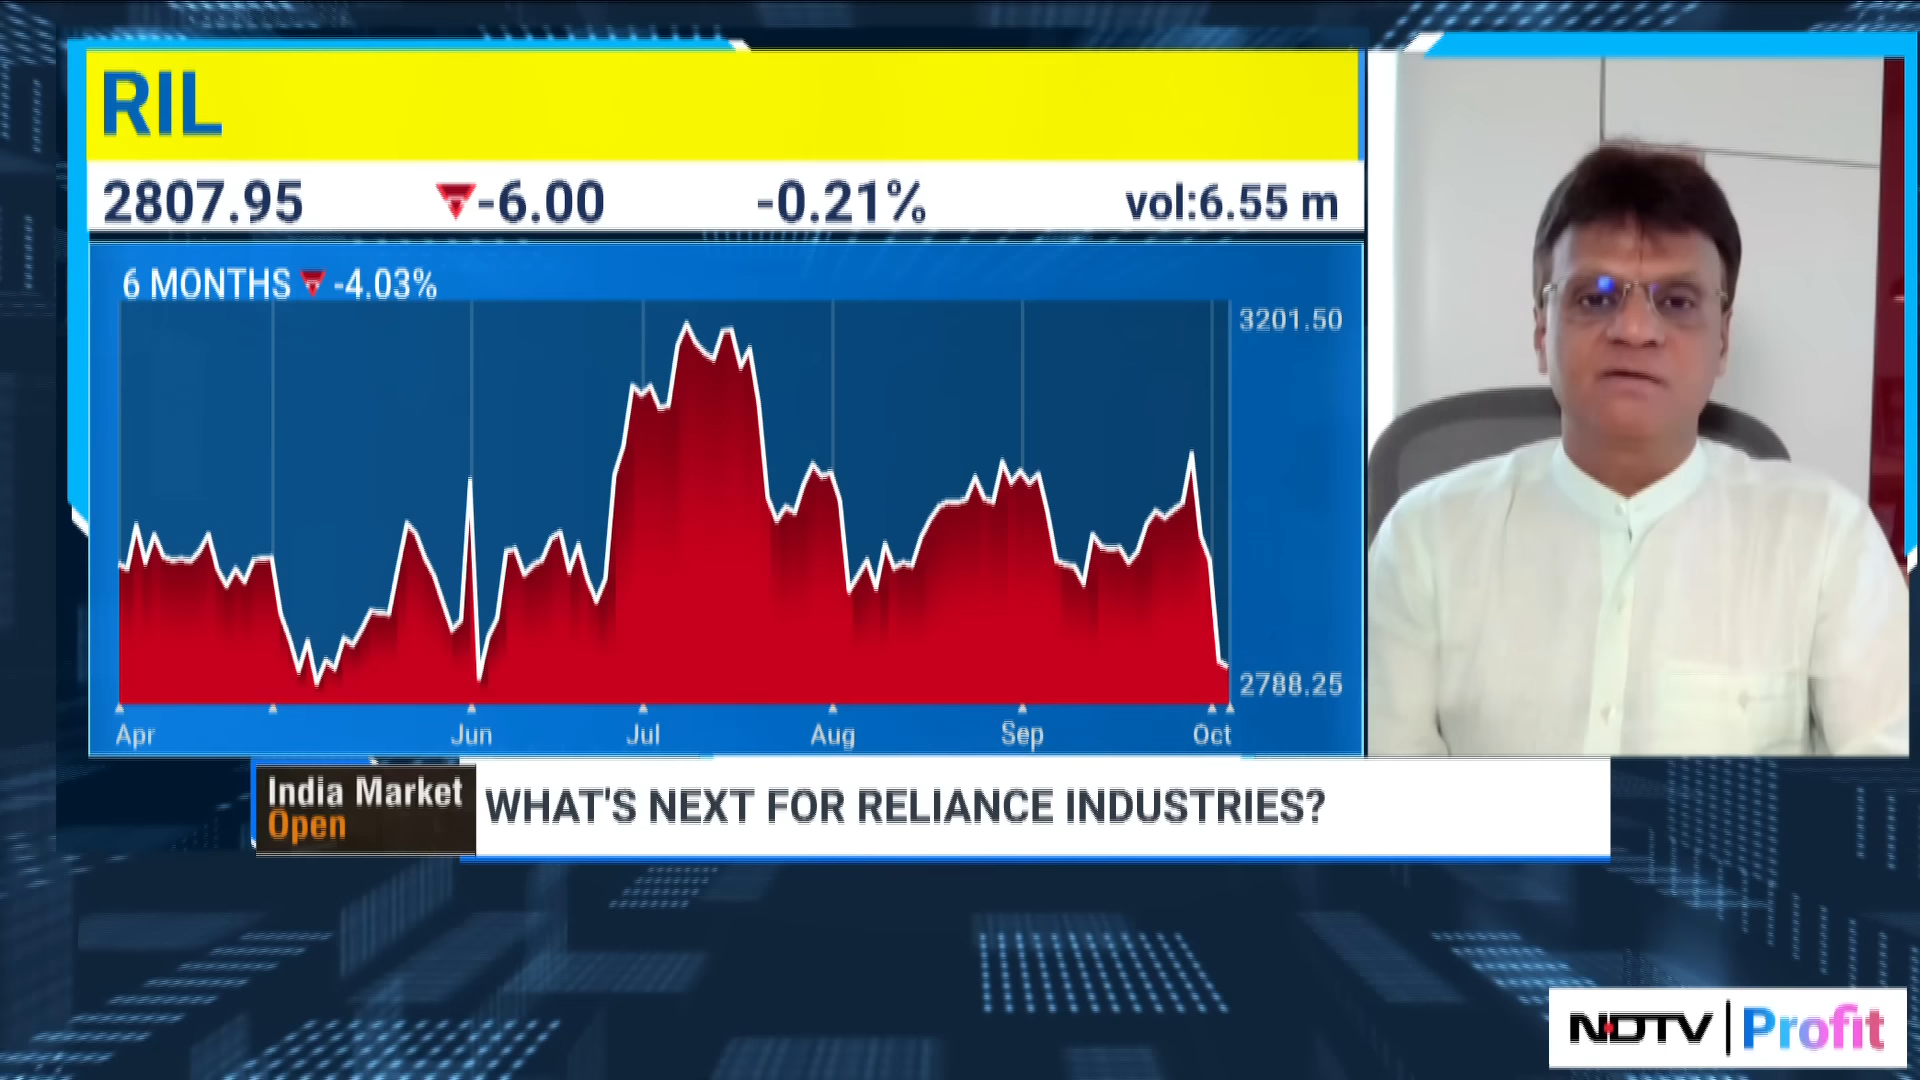 RIL
2807.95 -6.00 -0.21% vol:6.55 m
6 MONTHS -4.03%
3201.50
2788.25
Apr Jun Jul Aug Sep Oct
India Market
Open
WHAT'S NEXT FOR RELIANCE INDUSTRIES?
NDTV Profit